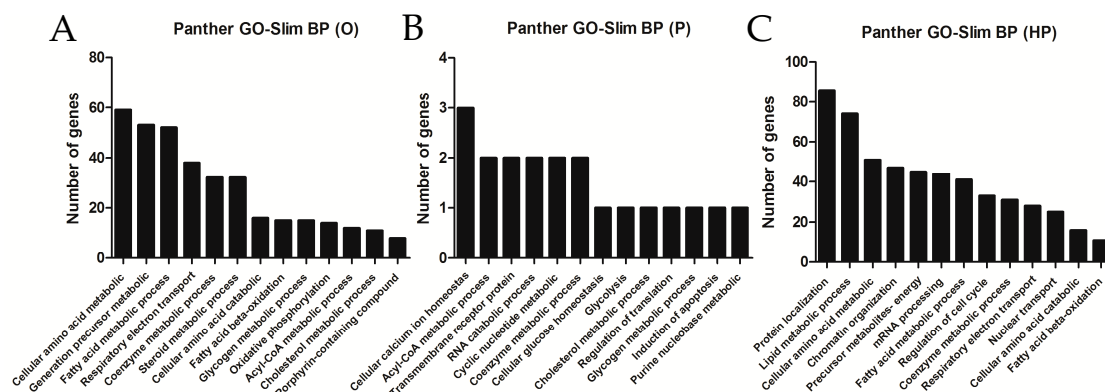 A
Panther GO-Slim BP (O)
Number of genes
80
60
40
20
0
Cellular amino acid metabolic
Generation precursor metabolic
Fatty acid metabolic process
Respiratory electron transport
Coenzyme metabolic process
Steroid metabolic process
Cellular amino acid catabolic
Fatty acid beta-oxidation
Glycogen metabolic process
Oxidative phosphorylation
Acyl-CoA metabolic process
Cholesterol metabolic process
Porphyrin-containing compound
B
Panther GO-Slim BP (P)
Number of genes
4
3
2
1
0
Cellular calcium ion homeostas
Acyl-CoA metabolic process
Transmembrane receptor protein
RNA catabolic process
Cyclic nucleotide metabolic
Coenzyme metabolic process
Cellular glucose homeostasis
Glycolysis
Cholesterol metabolic process
Regulation of translation
Glycogen metabolic process
Induction of apoptosis
Purine nucleobase metabolic
C
Panther GO-Slim BP (HP)
Number of genes
100
80
60
40
20
0
Protein localization
Lipid metabolic process
Cellular amino acid metabolic
Chromatin organization
Precursor metabolites- energy
mRNA processing
Fatty acid metabolic process
Regulation of cell cycle
Coenzyme metabolic process
Respiratory electron transport
Nuclear transport
Cellular amino acid catabolic
Fatty acid beta-oxidation